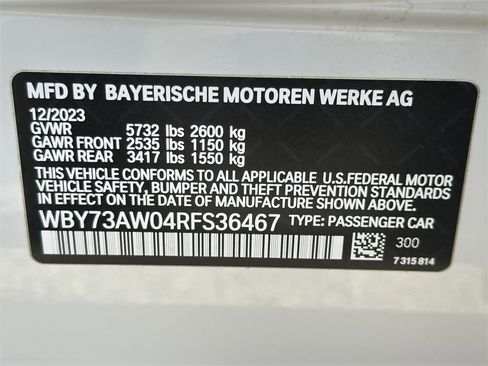 MFD BY BAYERISCHE MOTOREN WERKE AG
12/2023
GVWR 5732 lbs 2600 kg
GAWR FRONT 2535 lbs 1150 kg
GAWR REAR 3417 lbs 1550 kg
THIS VEHICLE CONFORMS TO ALL APPLICABLE U.S.FEDERAL MOTOR
VEHICLE SAFETY, BUMPER AND THEFT PREVENTION STANDARDS
IN EFFECT ON THE DATE OF MANUFACTURE SHOWN ABOVE.
WBY73AW04RFS36467 TYPE: PASSENGER CAR
300
7 315 814